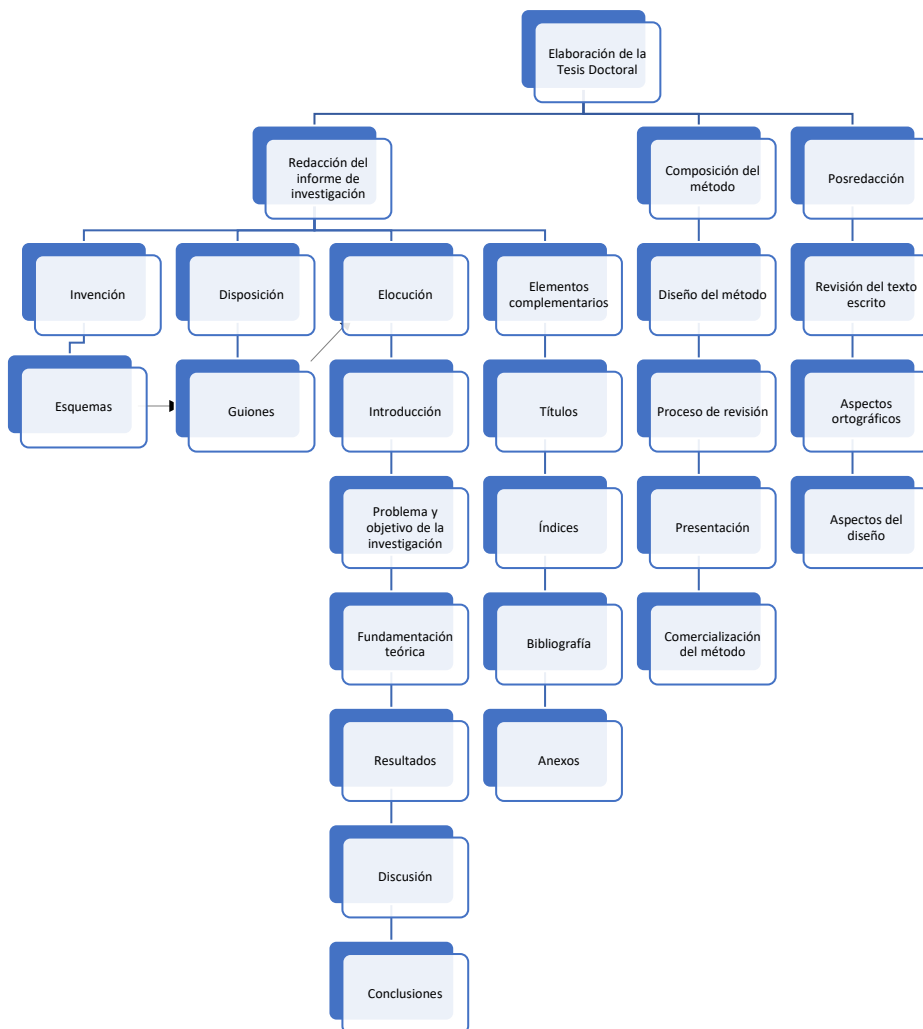 Elaboración de la
Tesis Doctoral
Redacción del
informe de
investigación
Composición del
método
Posredacción
Invención
Disposición
Elocución
Elementos
complementarios
Diseño del método
Revisión del texto
escrito
Esquemas
Guiones
Introducción
Títulos
Proceso de revisión
Aspectos
ortográficos
Problema y
objetivo de la
investigación
Índices
Presentación
Aspectos del
diseño
Fundamentación
teórica
Bibliografía
Comercialización
del método
Resultados
Anexos
Discusión
Conclusiones